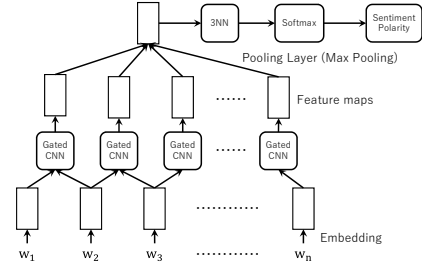 3NN
Softmax
Sentiment
Polarity
Pooling Layer (Max Pooling)
......
Feature maps
Gated
CNN
Gated
CNN
Gated
CNN
......
Gated
CNN
............
Embedding
w1 w2 w3 ............ wn